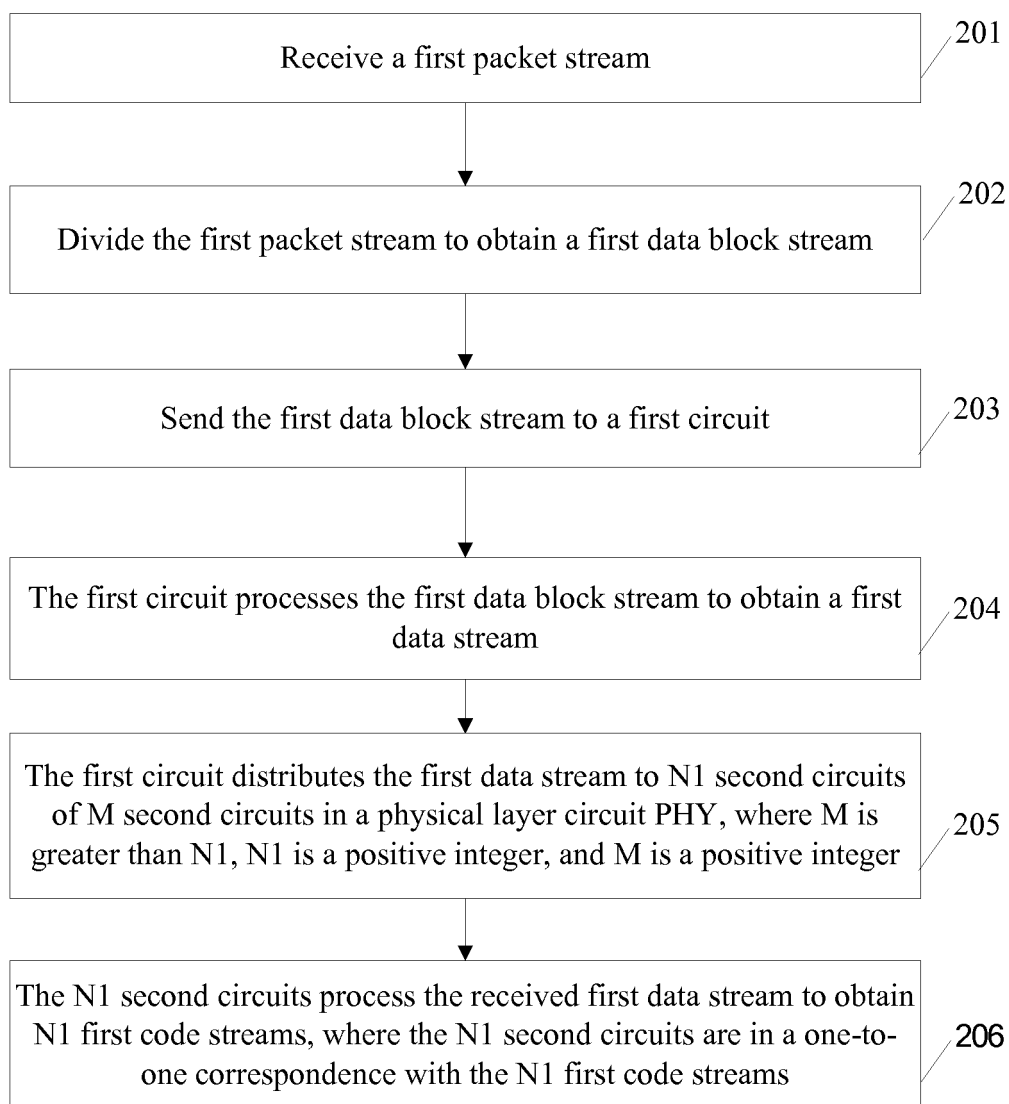 Receive a first packet stream
201
Divide the first packet stream to obtain a first data block stream
202
Send the first data block stream to a first circuit
203
The first circuit processes the first data block stream to obtain a first
data stream
204
The first circuit distributes the first data stream to N1 second circuits
of M second circuits in a physical layer circuit PHY, where M is
greater than N1, N1 is a positive integer, and M is a positive integer
205
The N1 second circuits process the received first data stream to obtain
N1 first code streams, where the N1 second circuits are in a one-to-
one correspondence with the N1 first code streams
206